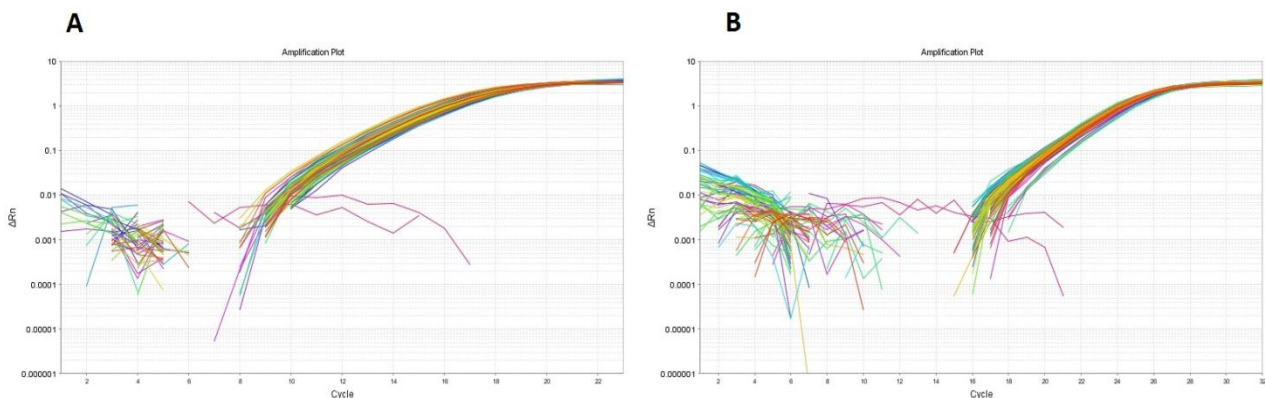 A
Amplification Plot
10
1
0.1
0.01
0.001
0.0001
0.00001
0.000001
ΔRn
2 4 6 8 10 12 14 16 18 20 22
Cycle
B
Amplification Plot
10
1
0.1
0.01
0.001
0.0001
0.00001
0.000001
ΔRn
2 4 6 8 10 12 14 16 18 20 22 24 26 28 30 32
Cycle